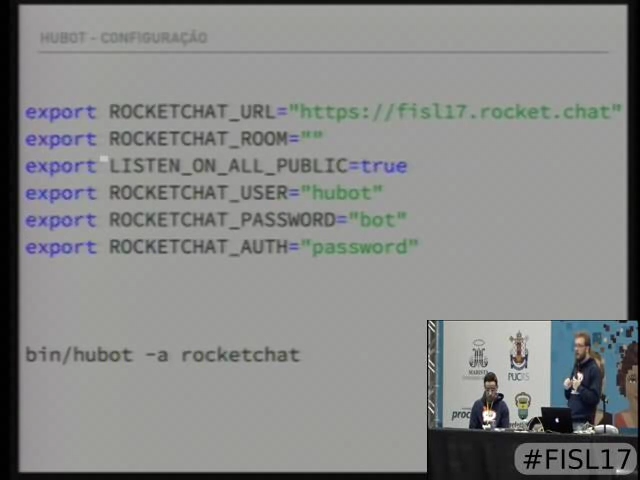 HUBOT - CONFIGURAÇÃO
export ROCKETCHAT_URL="https://fisl17.rocket.chat"
export ROCKETCHAT_ROOM=""
export LISTEN_ON_ALL_PUBLIC=true
export ROCKETCHAT_USER="hubot"
export ROCKETCHAT_PASSWORD="bot"
export ROCKETCHAT_AUTH="password"
bin/hubot -a rocketchat
MARISTA
PUCRS
#FISL17